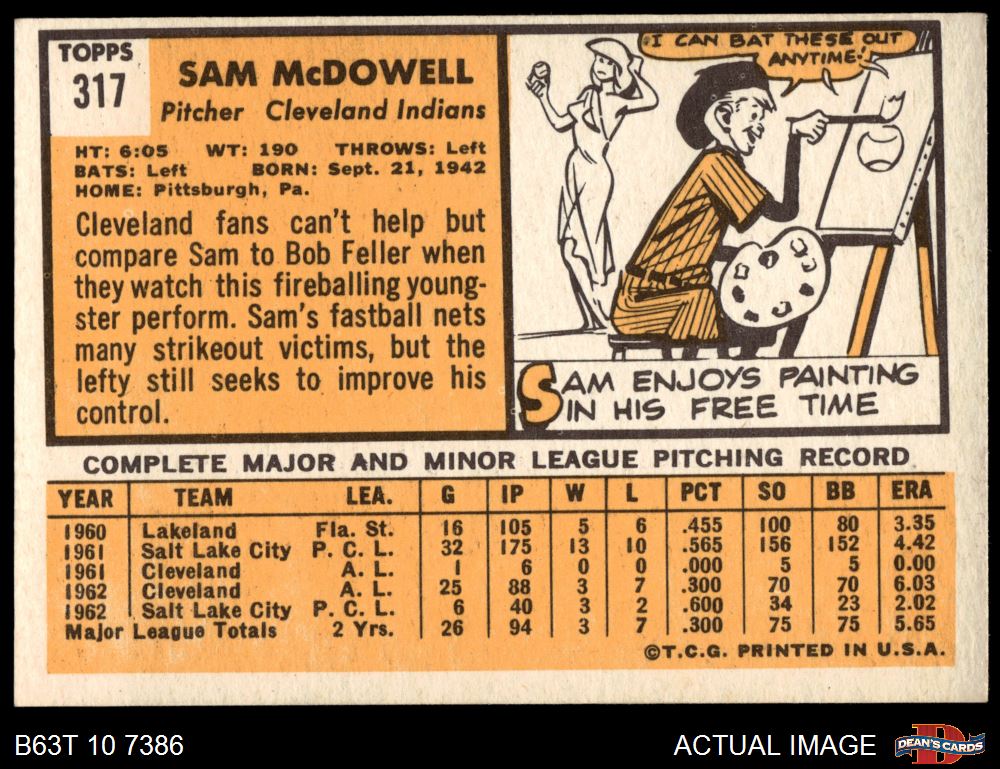 TOPPS
317
SAM McDOWELL
Pitcher Cleveland Indians
HT: 6:05 WT: 190 THROWS: Left
BATS: Left BORN: Sept. 21, 1942
HOME: Pittsburgh, Pa.
Cleveland fans can't help but
compare Sam to Bob Feller when
they watch this fireballing young-
ster perform. Sam's fastball nets
many strikeout victims, but the
lefty still seeks to improve his
control.
I CAN BAT THESE OUT
ANYTIME!
SAM ENJOYS PAINTING
IN HIS FREE TIME
COMPLETE MAJOR AND MINOR LEAGUE PITCHING RECORD
YEAR TEAM LEA. G IP W L PCT SO BB ERA
1960 Lakeland Fla. St. 16 105 5 6 .455 100 80 3.35
1961 Salt Lake City P. C. L. 32 175 13 10 .565 156 152 4.42
1961 Cleveland A. L. 1 6 0 0 .000 5 5 0.00
1962 Cleveland A. L. 25 88 3 7 .300 70 70 6.03
1962 Salt Lake City P. C. L. 6 40 3 2 .600 34 23 2.02
Major League Totals 2 Yrs. 26 94 3 7 .300 75 75 5.65
©T.C.G. PRINTED IN U.S.A.
B63T 10 7386
ACTUAL IMAGE
D
DEAN'S CARDS